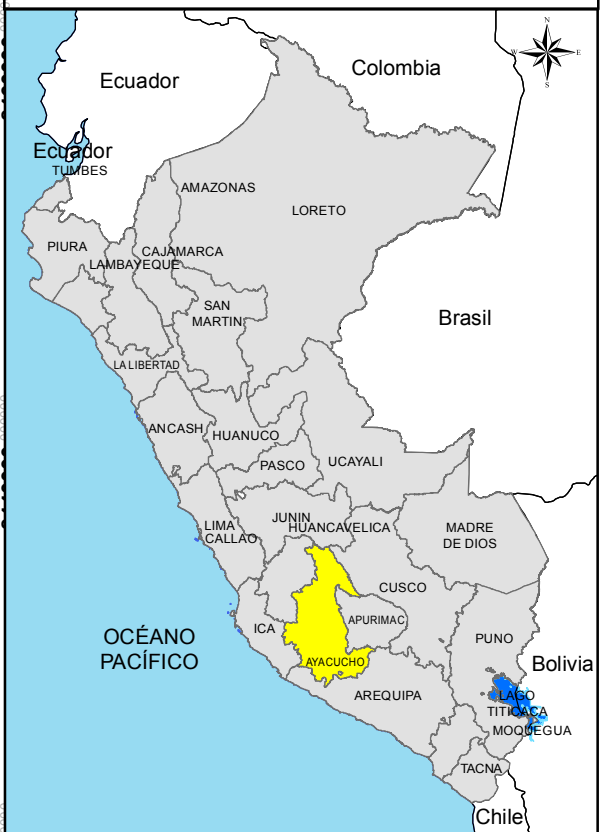 N
W
E
S
Ecuador
Colombia
Ecuador
TUMBES
AMAZONAS
LORETO
PIURA
CAJAMARCA
LAMBAYEQUE
SAN
MARTIN
Brasil
LA LIBERTAD
ANCASH
HUANUCO
PASCO
UCAYALI
LIMA
CALLAO
JUNIN
HUANCAVELICA
MADRE
DE DIOS
CUSCO
ICA
APURIMAC
OCÉANO
PACÍFICO
PUNO
AYACUCHO
Bolivia
AREQUIPA
LAGO
TITICACA
MOQUEGUA
TACNA
Chile